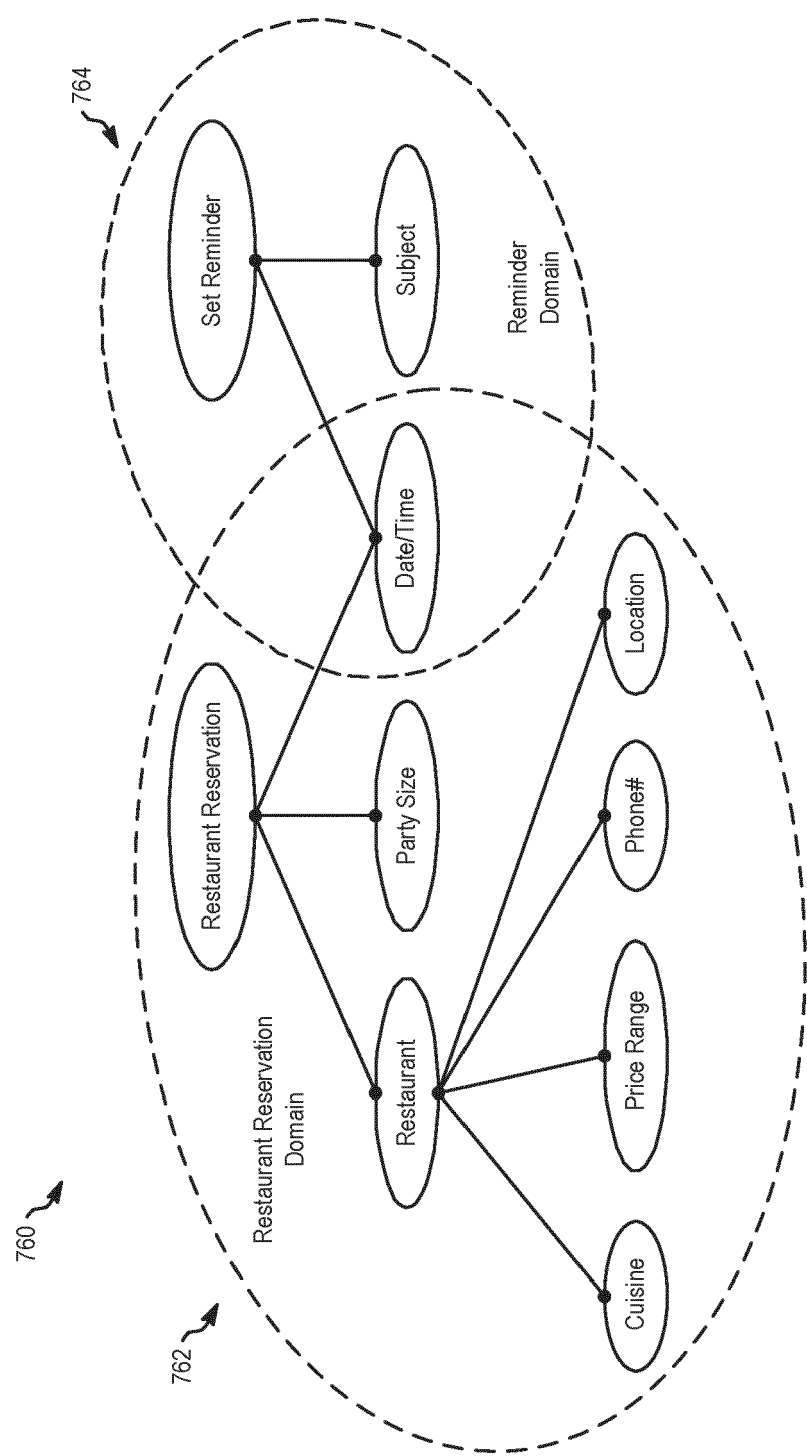 760
762
764
Restaurant Reservation
Domain
Restaurant Reservation
Set Reminder
Restaurant
Party Size
Date/Time
Subject
Reminder
Domain
Cuisine
Price Range
Phone#
Location